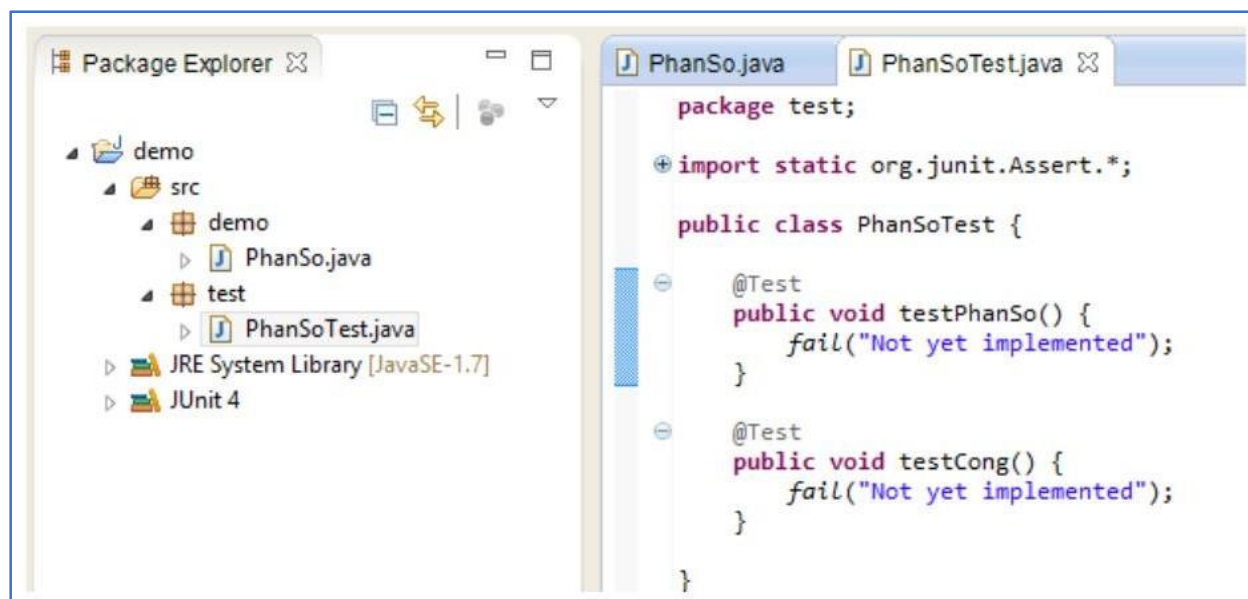 Package Explorer
demo
src
demo
PhanSo.java
test
PhanSoTest.java
JRE System Library [JavaSE-1.7]
JUnit 4
PhanSo.java
PhanSoTest.java
package test;
import static org.junit.Assert.*;
public class PhanSoTest {
@Test
public void testPhanSo() {
fail("Not yet implemented");
}
@Test
public void testCong() {
fail("Not yet implemented");
}
}